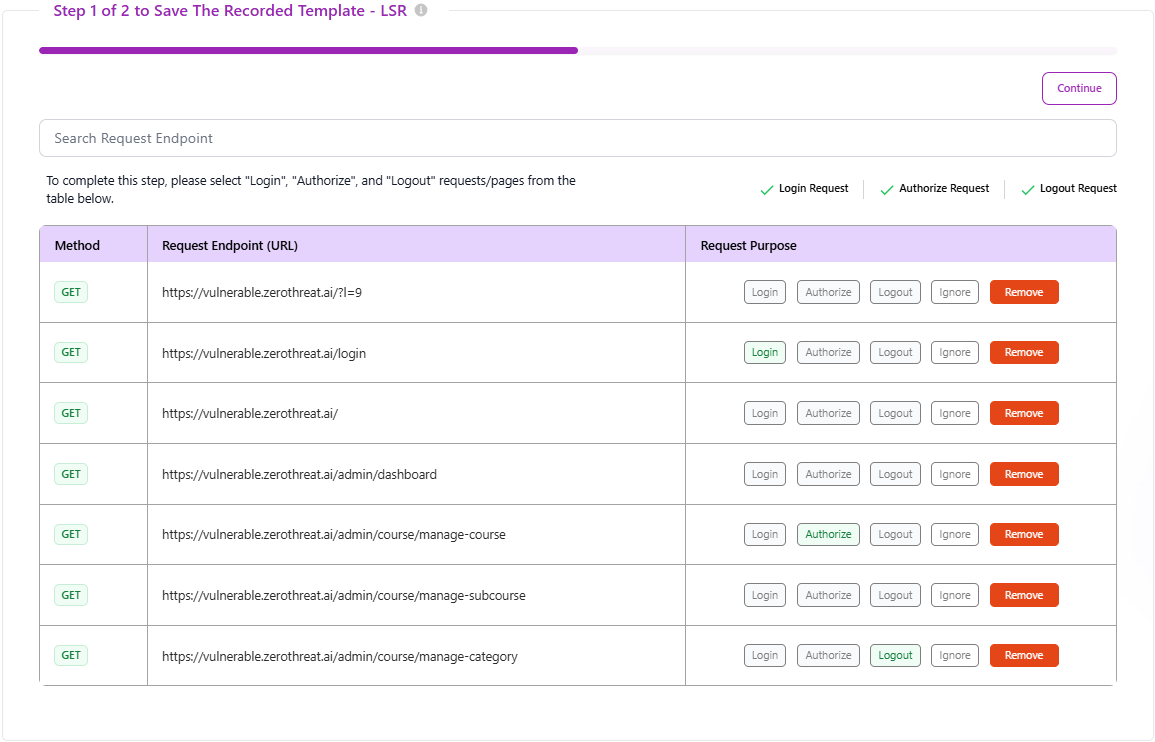 Step 1 of 2 to Save The Recorded Template - LSR
Continue
Search Request Endpoint
To complete this step, please select "Login", "Authorize", and "Logout" requests/pages from the
table below.
Login Request Authorize Request Logout Request
Method Request Endpoint (URL) Request Purpose
GET https://vulnerable.zerothreat.ai/?l=9 Login Authorize Logout Ignore Remove
GET https://vulnerable.zerothreat.ai/login Login Authorize Logout Ignore Remove
GET https://vulnerable.zerothreat.ai/ Login Authorize Logout Ignore Remove
GET https://vulnerable.zerothreat.ai/admin/dashboard Login Authorize Logout Ignore Remove
GET https://vulnerable.zerothreat.ai/admin/course/manage-course Login Authorize Logout Ignore Remove
GET https://vulnerable.zerothreat.ai/admin/course/manage-subcourse Login Authorize Logout Ignore Remove
GET https://vulnerable.zerothreat.ai/admin/course/manage-category Login Authorize Logout Ignore Remove